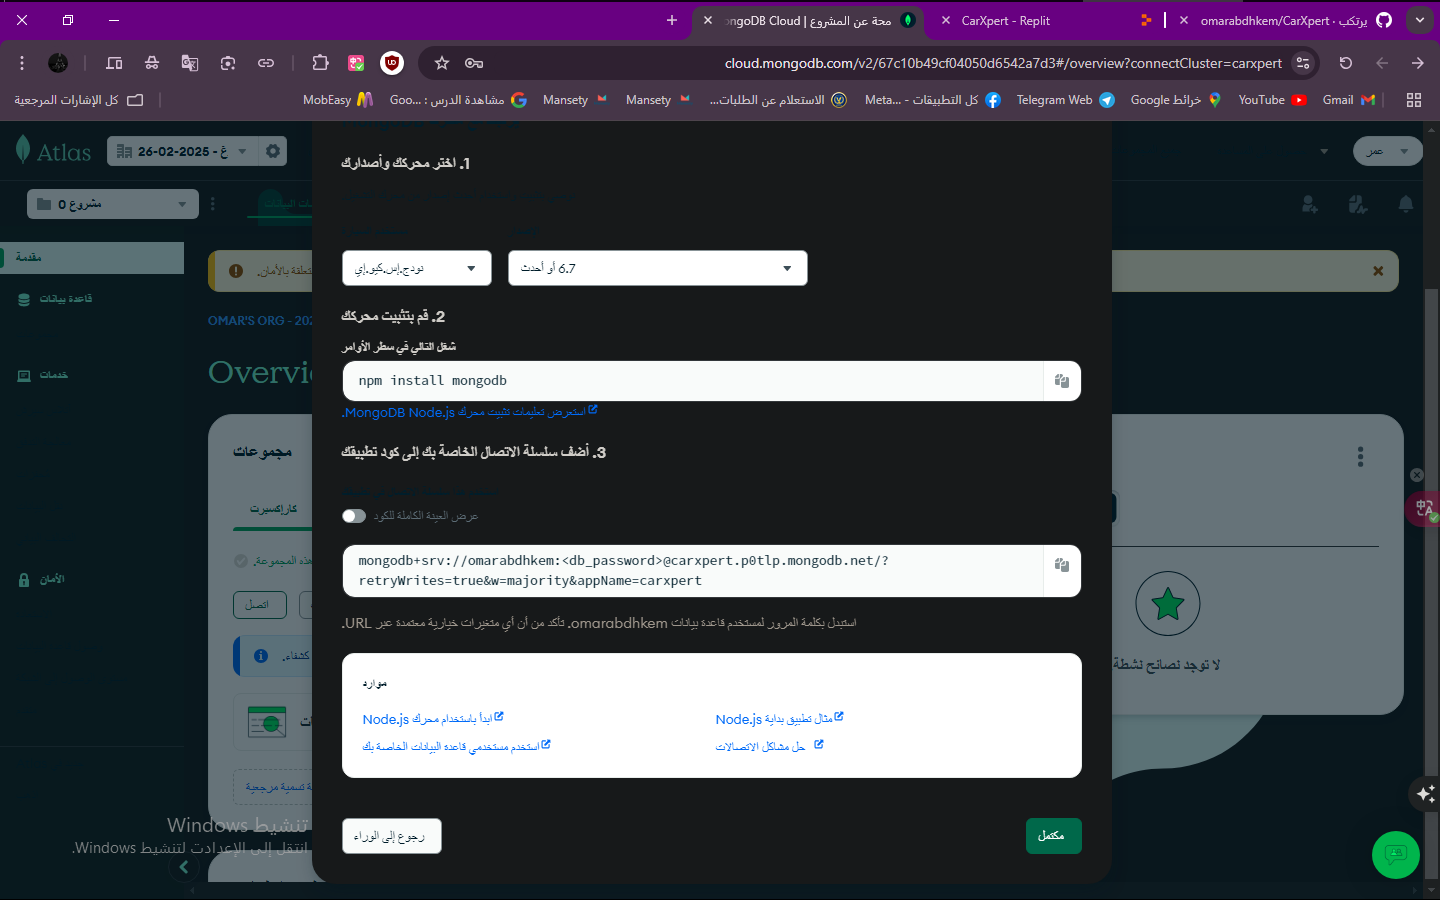 محة عن المشروع | ongoDB Cloud
CarXpert - Replit
يرتكب · omarabdhkem/CarXpert
cloud.mongodb.com/v2/67c10b49cf04050d6542a7d3#/overview?connectCluster=carxpert
كل الإشارات المرجعية
MobEasy
مشاهدة الدرس : Goo...
Mansety
Mansety
الاستعلام عن الطلبات...
كل التطبيقات - Meta...
Telegram Web
خرائط Google
YouTube
Gmail
Atlas
غ - 2025-02-26
عمر
مشروع 0
مقدمة
قاعدة بيانات
خدمات
الأمان
OMAR'S ORG - 202
Overvi
مجموعات
كاراكسبرت
هذه المجموعة.
اتصل
كشفاء.
1. اختر محركك وأصدارك
نودج.إس.كيو.إي
6.7 أو أحدث
2. قم بتثبيت محركك
شغل التالي في سطر الأوامر
npm install mongodb
استعرض تعليمات تثبيت محرك MongoDB Node.js.
3. أضف سلسلة الاتصال الخاصة بك إلى كود تطبيقك
عرض العينة الكاملة للكود
mongodb+srv://omarabdhkem:<db_password>@carxpert.p0tlp.mongodb.net/?
retryWrites=true&w=majority&appName=carxpert
استبدل بكلمة المرور لمستخدم قاعدة بيانات omarabdhkem. تأكد من أن أي متغيرات خيارية معتمدة عبر URL.
موارد
ابدأ باستخدام محرك Node.js
مثال تطبيق بداية Node.js
استخدم مستخدمي قاعدة البيانات الخاصة بك
حل مشاكل الاتصالات
رجوع إلى الوراء
مكتمل
لا توجد نصائح نشطة
تنشيط Windows
انتقل إلى الإعدادت لتنشيط Windows.